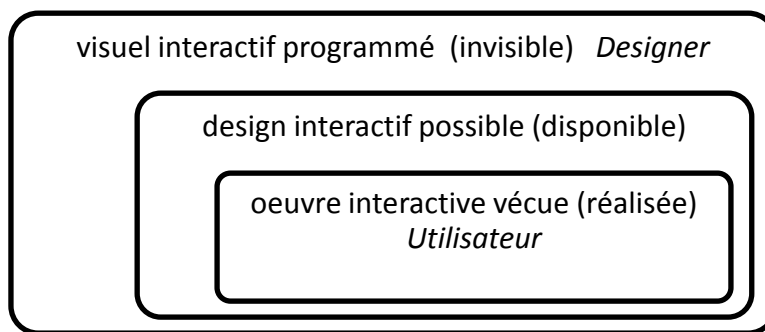 visuel interactif programmé (invisible) Designer
design interactif possible (disponible)
oeuvre interactive vécue (réalisée)
Utilisateur